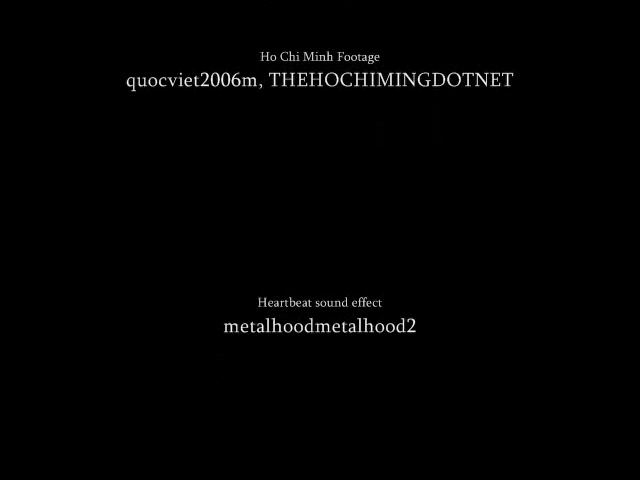 Ho Chi Minh Footage
quocviet2006m, THEHOCHIMINGDOTNET
Heartbeat sound effect
metalhoodmetalhood2